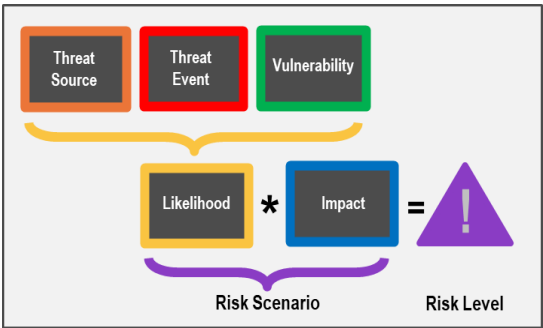 Threat
Source
Threat
Event
Vulnerability
Likelihood
*
Impact
=
!
Risk Scenario
Risk Level